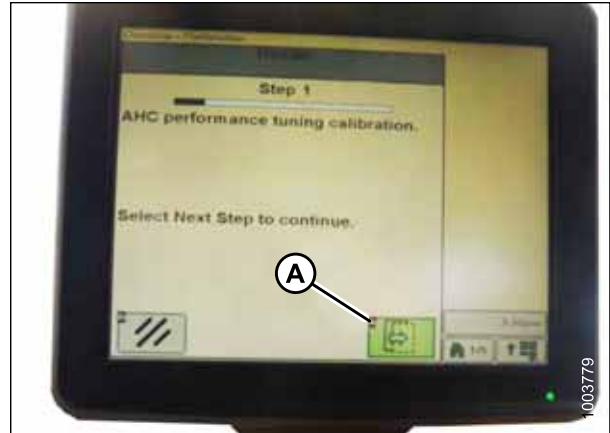 Step 1
AHC performance tuning calibration.
Select Next Step to continue.
A
1003779